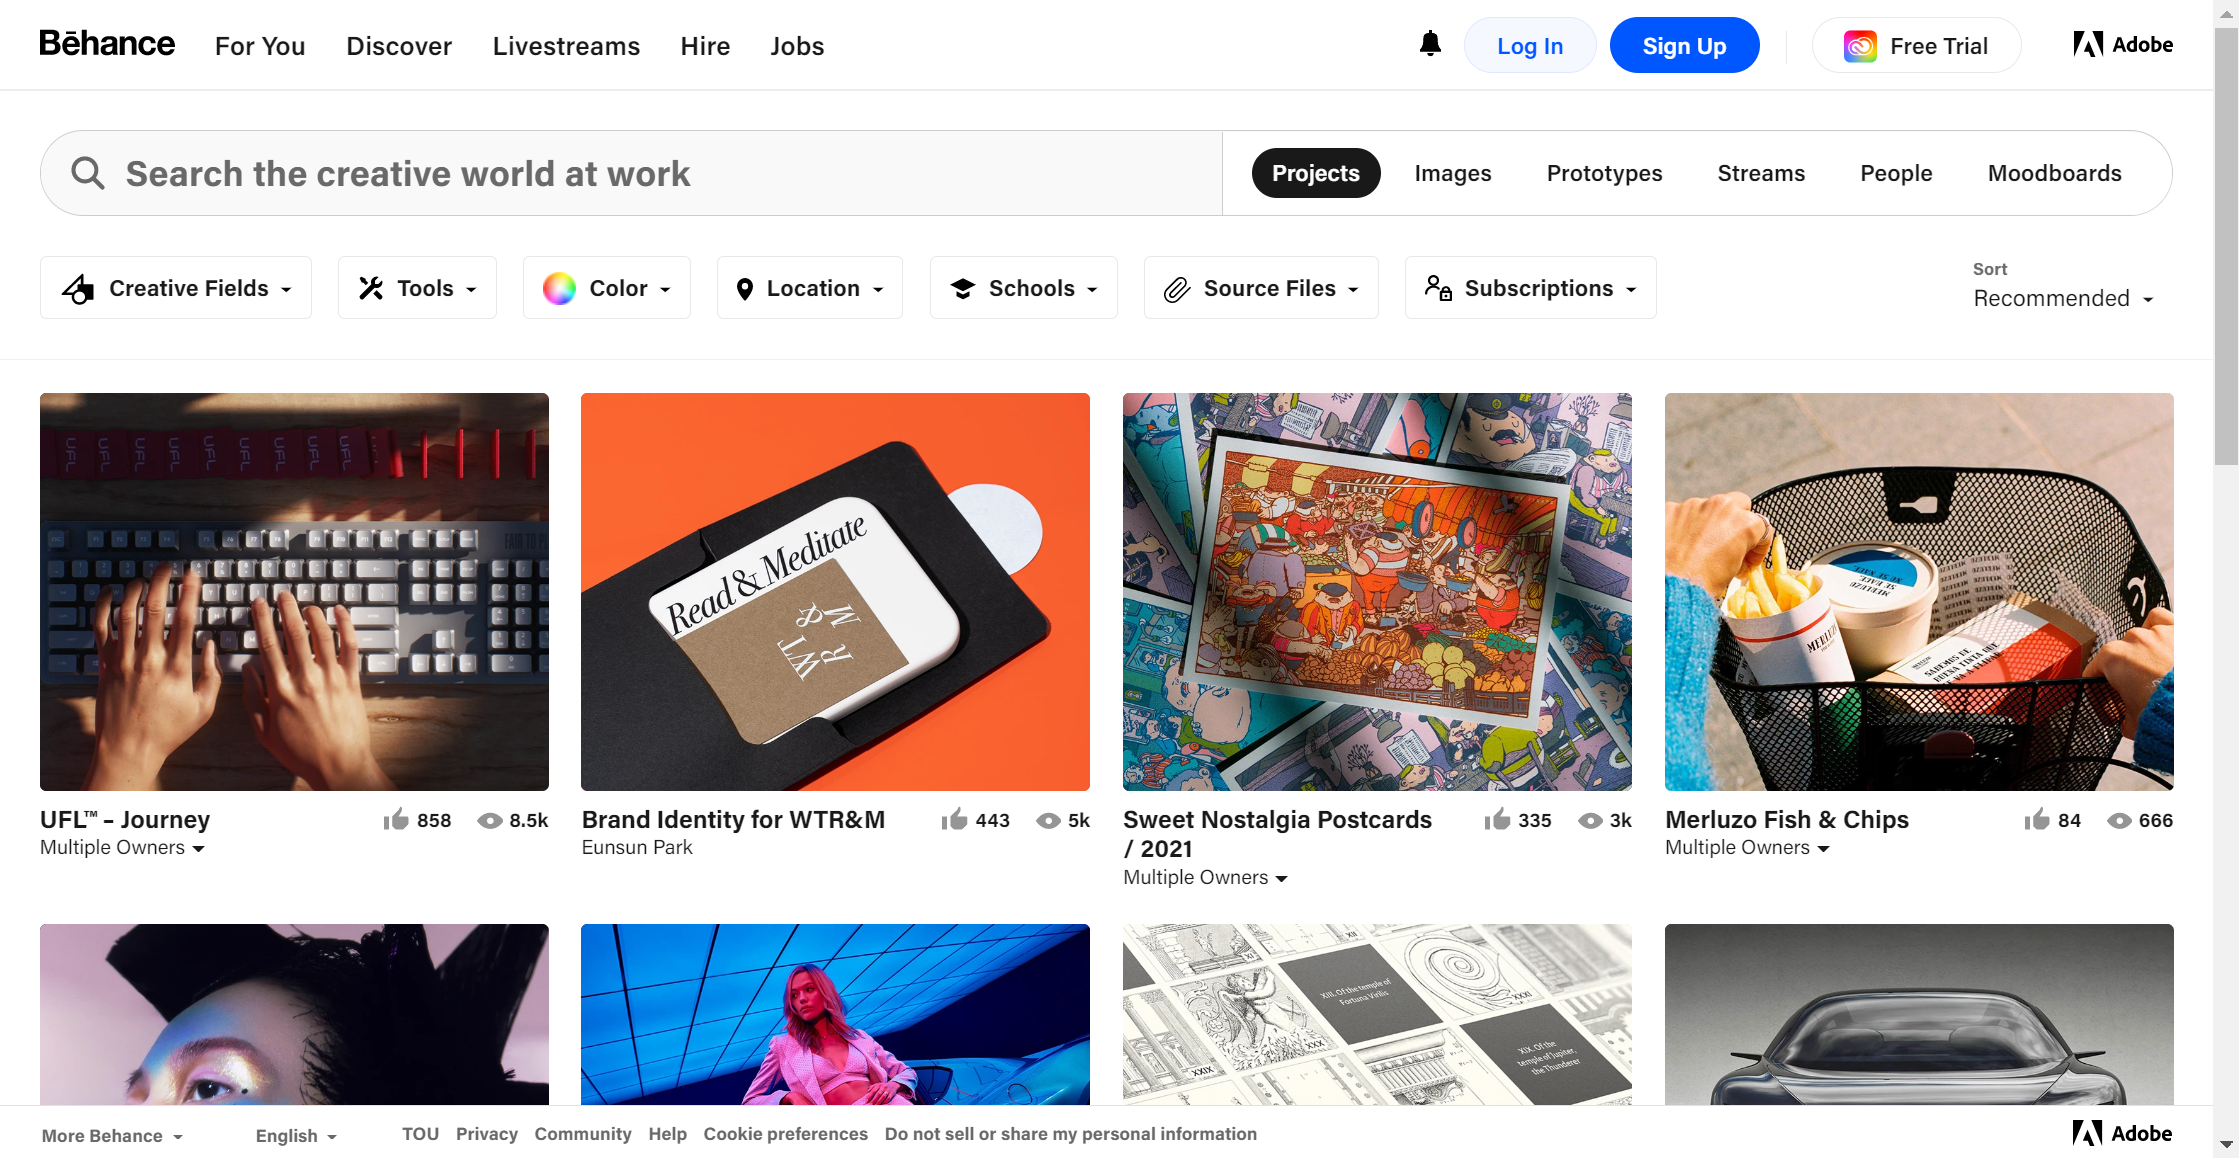 Bēhance
For You
Discover
Livestreams
Hire
Jobs
Log In
Sign Up
Free Trial
Adobe
Search the creative world at work
Projects
Images
Prototypes
Streams
People
Moodboards
Creative Fields
Tools
Color
Location
Schools
Source Files
Subscriptions
Sort
Recommended
UFL UFL UFL UFL UFL UFL UFL UFL UFL
Read & Meditate
WT
&
R
M
UFL™ – Journey
858
8.5k
Multiple Owners
Brand Identity for WTR&M
443
5k
Eunsun Park
Sweet Nostalgia Postcards
/ 2021
335
3k
Multiple Owners
Merluzo Fish & Chips
84
666
Multiple Owners
XII
XI
XIII. Of the temple of
Fortuna Virilis
XXXI
XXX
XXIX
XIX. Of the
temple of Jupiter,
the Thunderer
More Behance
English
TOU
Privacy
Community
Help
Cookie preferences
Do not sell or share my personal information
Adobe